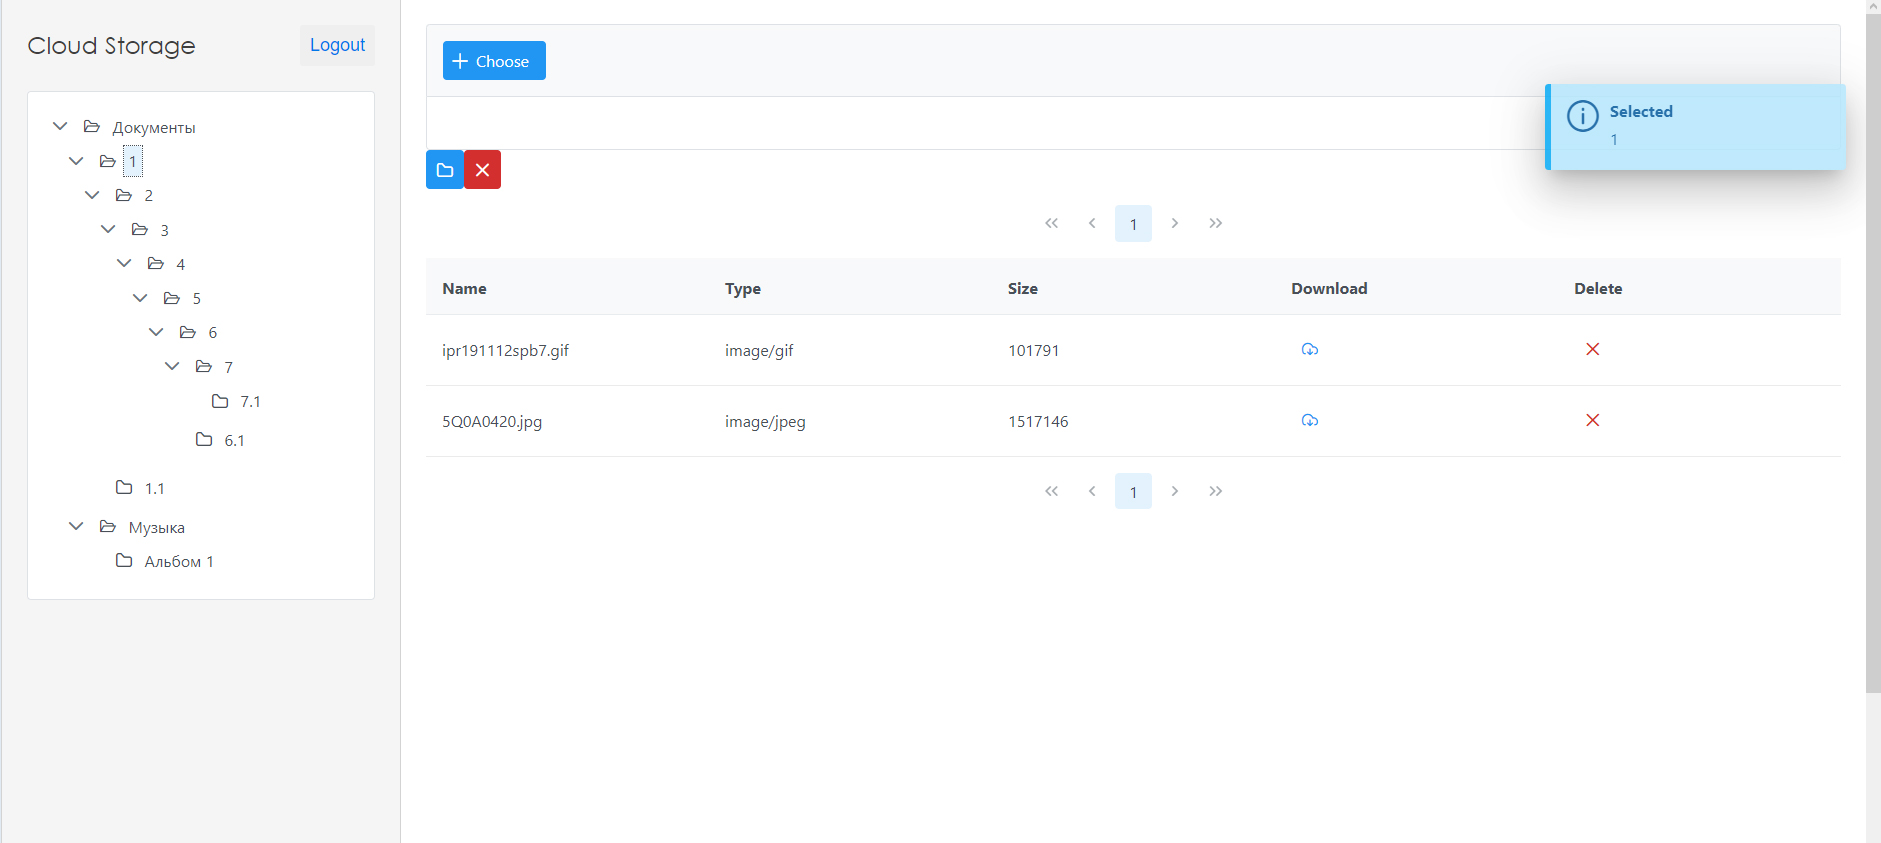 Cloud Storage
Logout
Документы
1
2
3
4
5
6
7
7.1
6.1
1.1
Музыка
Альбом 1
Choose
Selected
1
1
Name Type Size Download Delete
ipr191112spb7.gif image/gif 101791
5Q0A0420.jpg image/jpeg 1517146
1